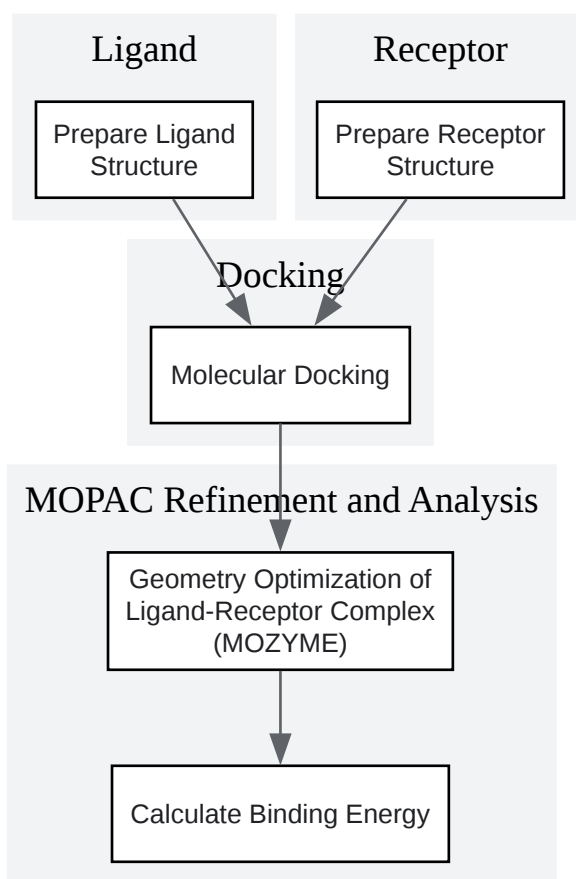 Ligand
Receptor
Prepare Ligand
Structure
Prepare Receptor
Structure
Docking
Molecular Docking
MOPAC Refinement and Analysis
Geometry Optimization of
Ligand-Receptor Complex
(MOZYME)
Calculate Binding Energy